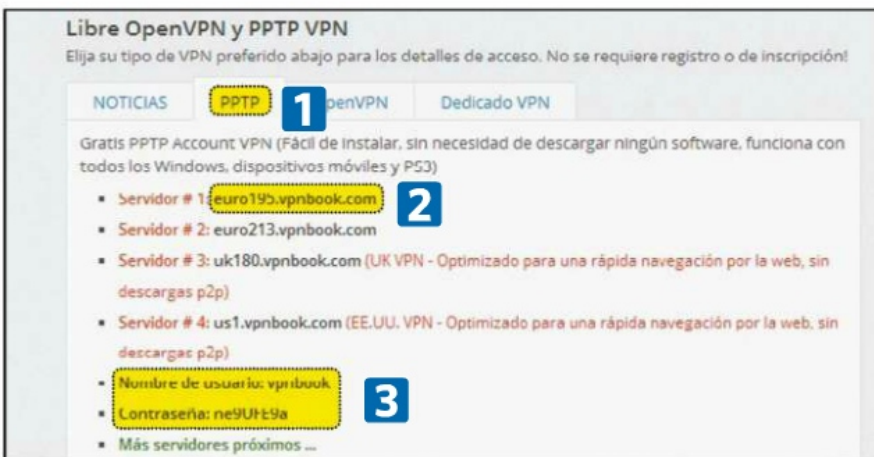 Libre OpenVPN y PPTP VPN
Elija su tipo de VPN preferido abajo para los detalles de acceso. No se requiere registro o de inscripción!
NOTICIAS PPTP 1 penVPN Dedicado VPN
Gratis PPTP Account VPN (Fácil de instalar, sin necesidad de descargar ningún software, funciona con
todos los Windows, dispositivos móviles y PS3)
Servidor # 1: euro195.vpnbook.com 2
Servidor # 2: euro213.vpnbook.com
Servidor # 3: uk180.vpnbook.com (UK VPN - Optimizado para una rápida navegación por la web, sin
descargas p2p)
Servidor # 4: us1.vpnbook.com (EE.UU. VPN - Optimizado para una rápida navegación por la web, sin
descargas p2p)
Nombre de usuario: vpnbook
Contraseña: 3
Más servidores próximos ...